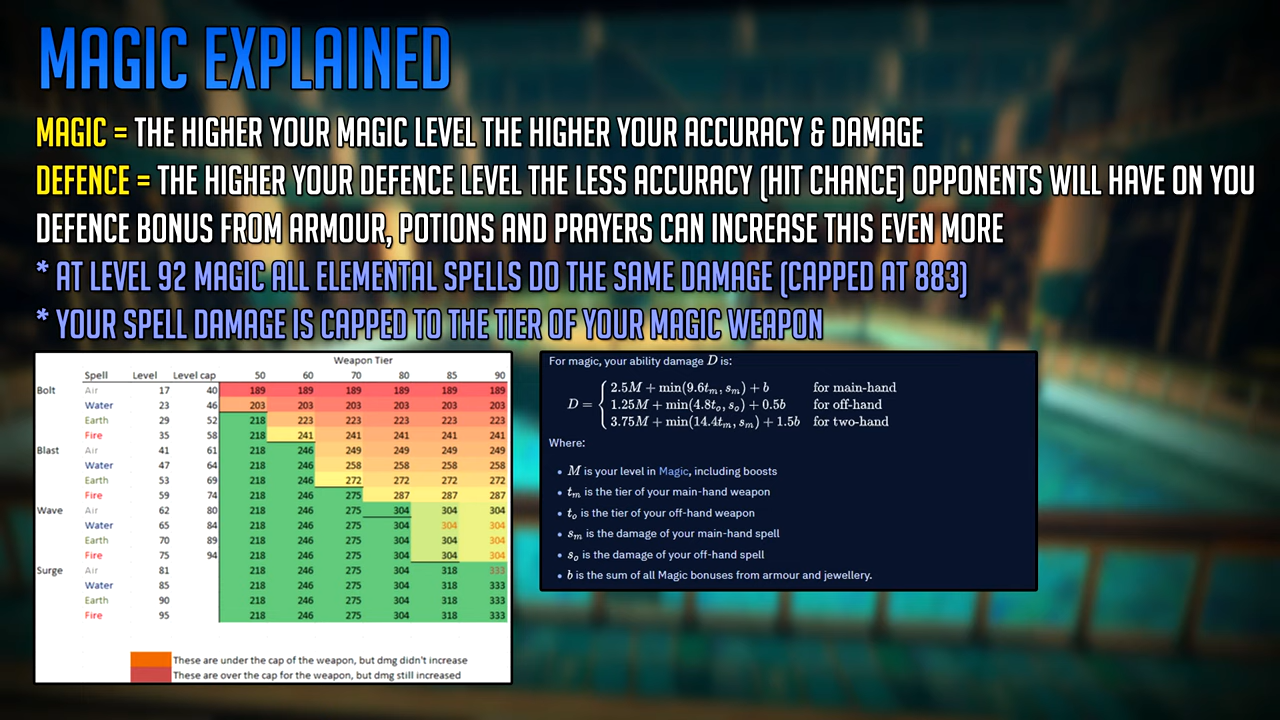 MAGIC EXPLAINED
MAGIC = THE HIGHER YOUR MAGIC LEVEL THE HIGHER YOUR ACCURACY & DAMAGE
DEFENCE = THE HIGHER YOUR DEFENCE LEVEL THE LESS ACCURACY (HIT CHANCE) OPPONENTS WILL HAVE ON YOU
DEFENCE BONUS FROM ARMOUR, POTIONS AND PRAYERS CAN INCREASE THIS EVEN MORE
* AT LEVEL 92 MAGIC ALL ELEMENTAL SPELLS DO THE SAME DAMAGE (CAPPED AT 883)
* YOUR SPELL DAMAGE IS CAPPED TO THE TIER OF YOUR MAGIC WEAPON
Weapon Tier
Spell Level Level cap 50 60 70 80 85 90
Bolt Air 17 40 189 189 189 189 189 189
Water 23 46 203 203 203 203 203 203
Earth 29 52 218 223 223 223 223 223
Fire 35 58 218 241 241 241 241 241
Blast Air 41 61 218 246 249 249 249 249
Water 47 64 218 246 258 258 258 258
Earth 53 69 218 246 272 272 272 272
Fire 59 74 218 246 275 287 287 287
Wave Air 62 80 218 246 275 304 304 304
Water 65 84 218 246 275 304 304 304
Earth 70 89 218 246 275 304 304 304
Fire 75 94 218 246 275 304 304 304
Surge Air 81 218 246 275 304 318 333
Water 85 218 246 275 304 318 333
Earth 90 218 246 275 304 318 333
Fire 95 218 246 275 304 318 333
These are under the cap of the weapon, but dmg didn't increase
These are over the cap for the weapon, but dmg still increased
For magic, your ability damage D is:
D = { 2.5M + min(9.6tₘ, sₘ) + b for main-hand
1.25M + min(4.8tₒ, sₒ) + 0.5b for off-hand
3.75M + min(14.4tₘ, sₘ) + 1.5b for two-hand
Where:
• M is your level in Magic, including boosts
• tₘ is the tier of your main-hand weapon
• tₒ is the tier of your off-hand weapon
• sₘ is the damage of your main-hand spell
• sₒ is the damage of your off-hand spell
• b is the sum of all Magic bonuses from armour and jewellery.